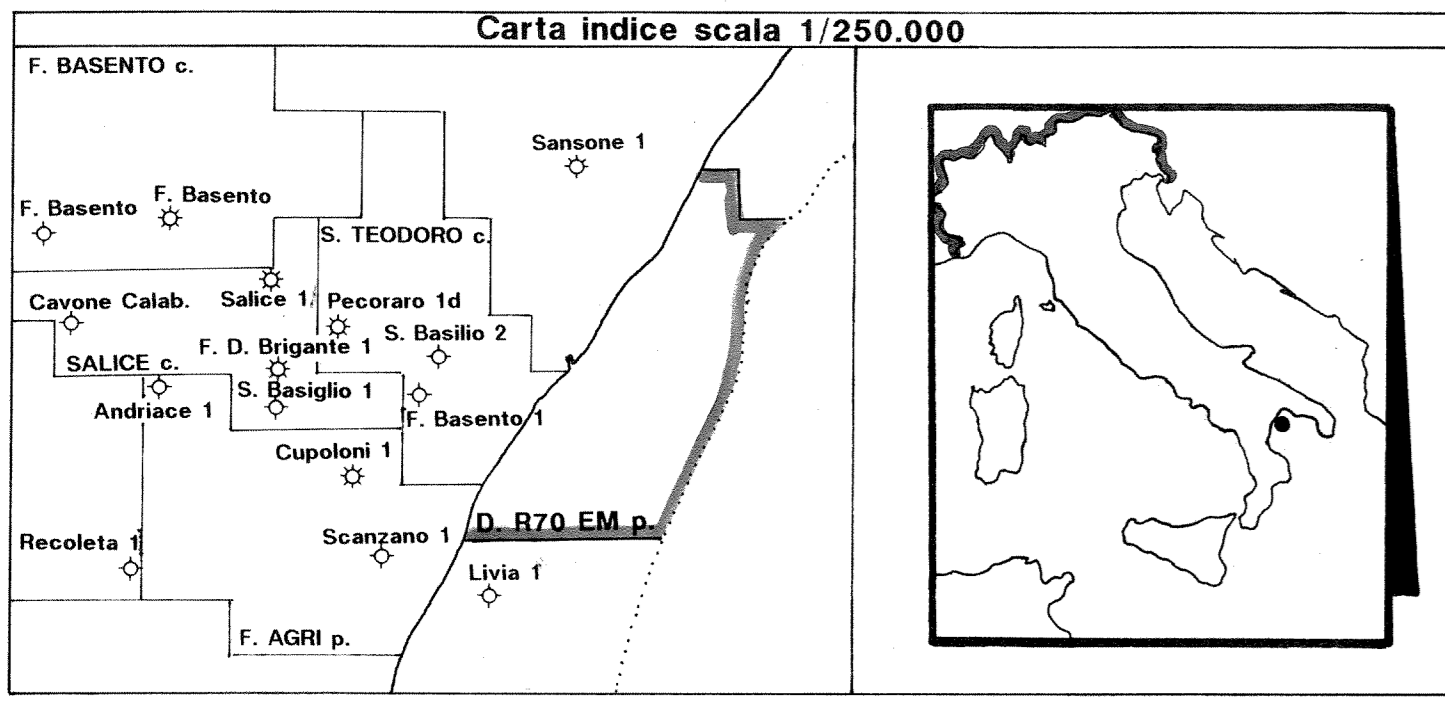 Carta indice scala 1/250.000
F. BASENTO c.
Sansone 1
F. Basento
F. Basento
S. TEODORO c.
Cavone Calab.
Salice 1
Pecoraro 1d
S. Basilio 2
F. D. Brigante 1
SALICE c.
S. Basiglio 1
Andriace 1
F. Basento 1
Cupoloni 1
D. R70 EM p.
Recoleta 1
Scanzano 1
Livia 1
F. AGRI p.